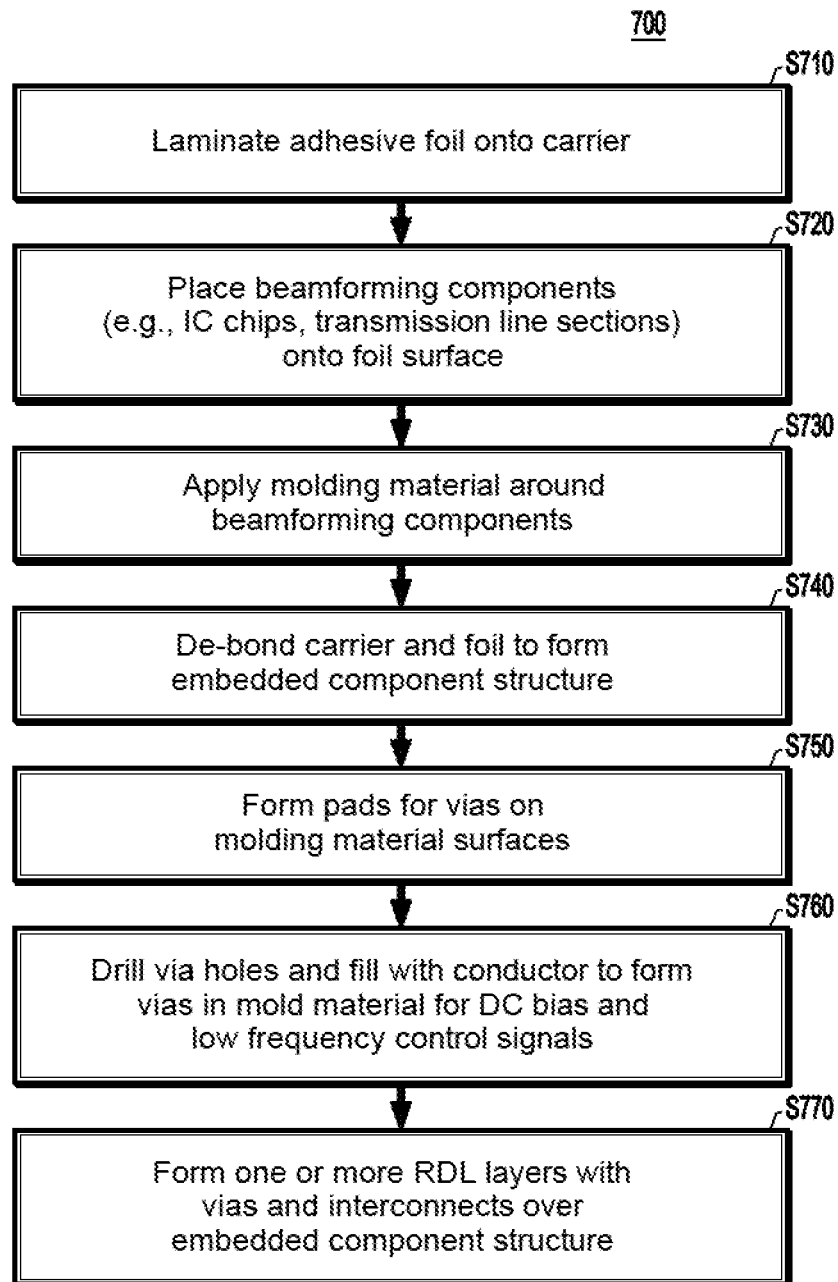 700
S710
Laminate adhesive foil onto carrier
S720
Place beamforming components
(e.g., IC chips, transmission line sections)
onto foil surface
S730
Apply molding material around
beamforming components
S740
De-bond carrier and foil to form
embedded component structure
S750
Form pads for vias on
molding material surfaces
S760
Drill via holes and fill with conductor to form
vias in mold material for DC bias and
low frequency control signals
S770
Form one or more RDL layers with
vias and interconnects over
embedded component structure